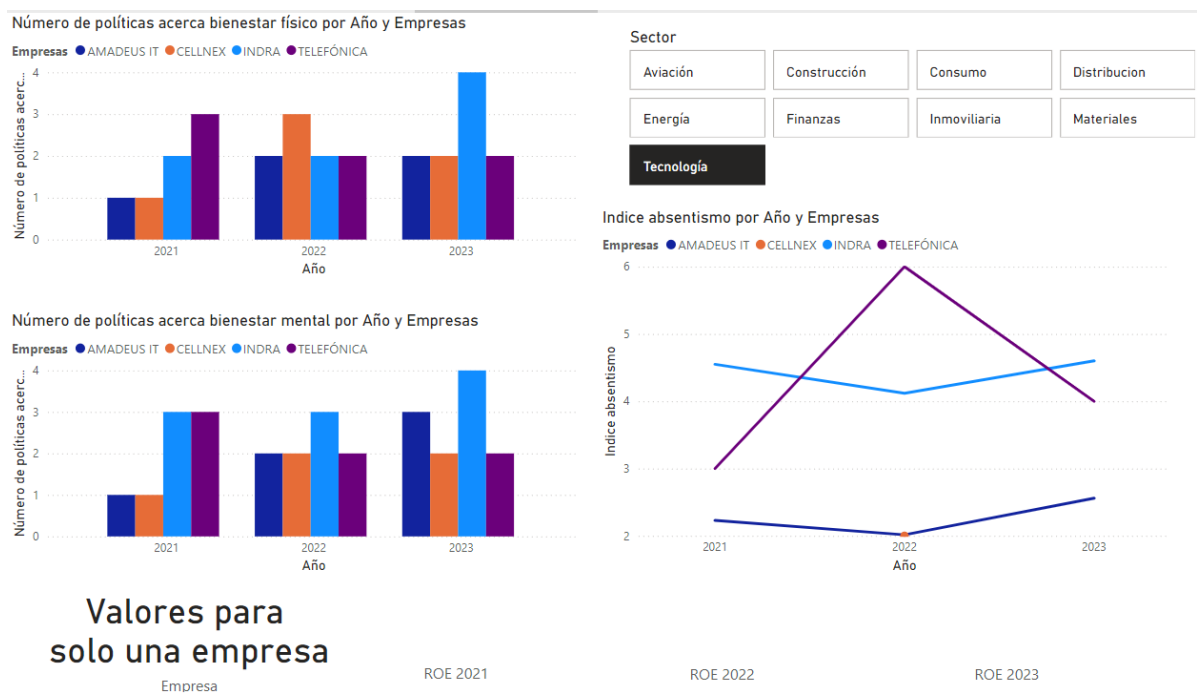 Número de políticas acerca bienestar físico por Año y Empresas
Empresas AMADEUS IT CELLNEX INDRA TELEFÓNICA
Número de políticas acerc...
4
3
2
1
0
2021 2022 2023
Año
Número de políticas acerca bienestar mental por Año y Empresas
Empresas AMADEUS IT CELLNEX INDRA TELEFÓNICA
Número de políticas acerc...
4
3
2
1
0
2021 2022 2023
Año
Sector
Aviación Construcción Consumo Distribucion
Energía Finanzas Inmoviliaria Materiales
Tecnología
Indice absentismo por Año y Empresas
Empresas AMADEUS IT CELLNEX INDRA TELEFÓNICA
Indice absentismo
6
5
4
3
2
2021 2022 2023
Año
Valores para
solo una empresa
Empresa
ROE 2021 ROE 2022 ROE 2023